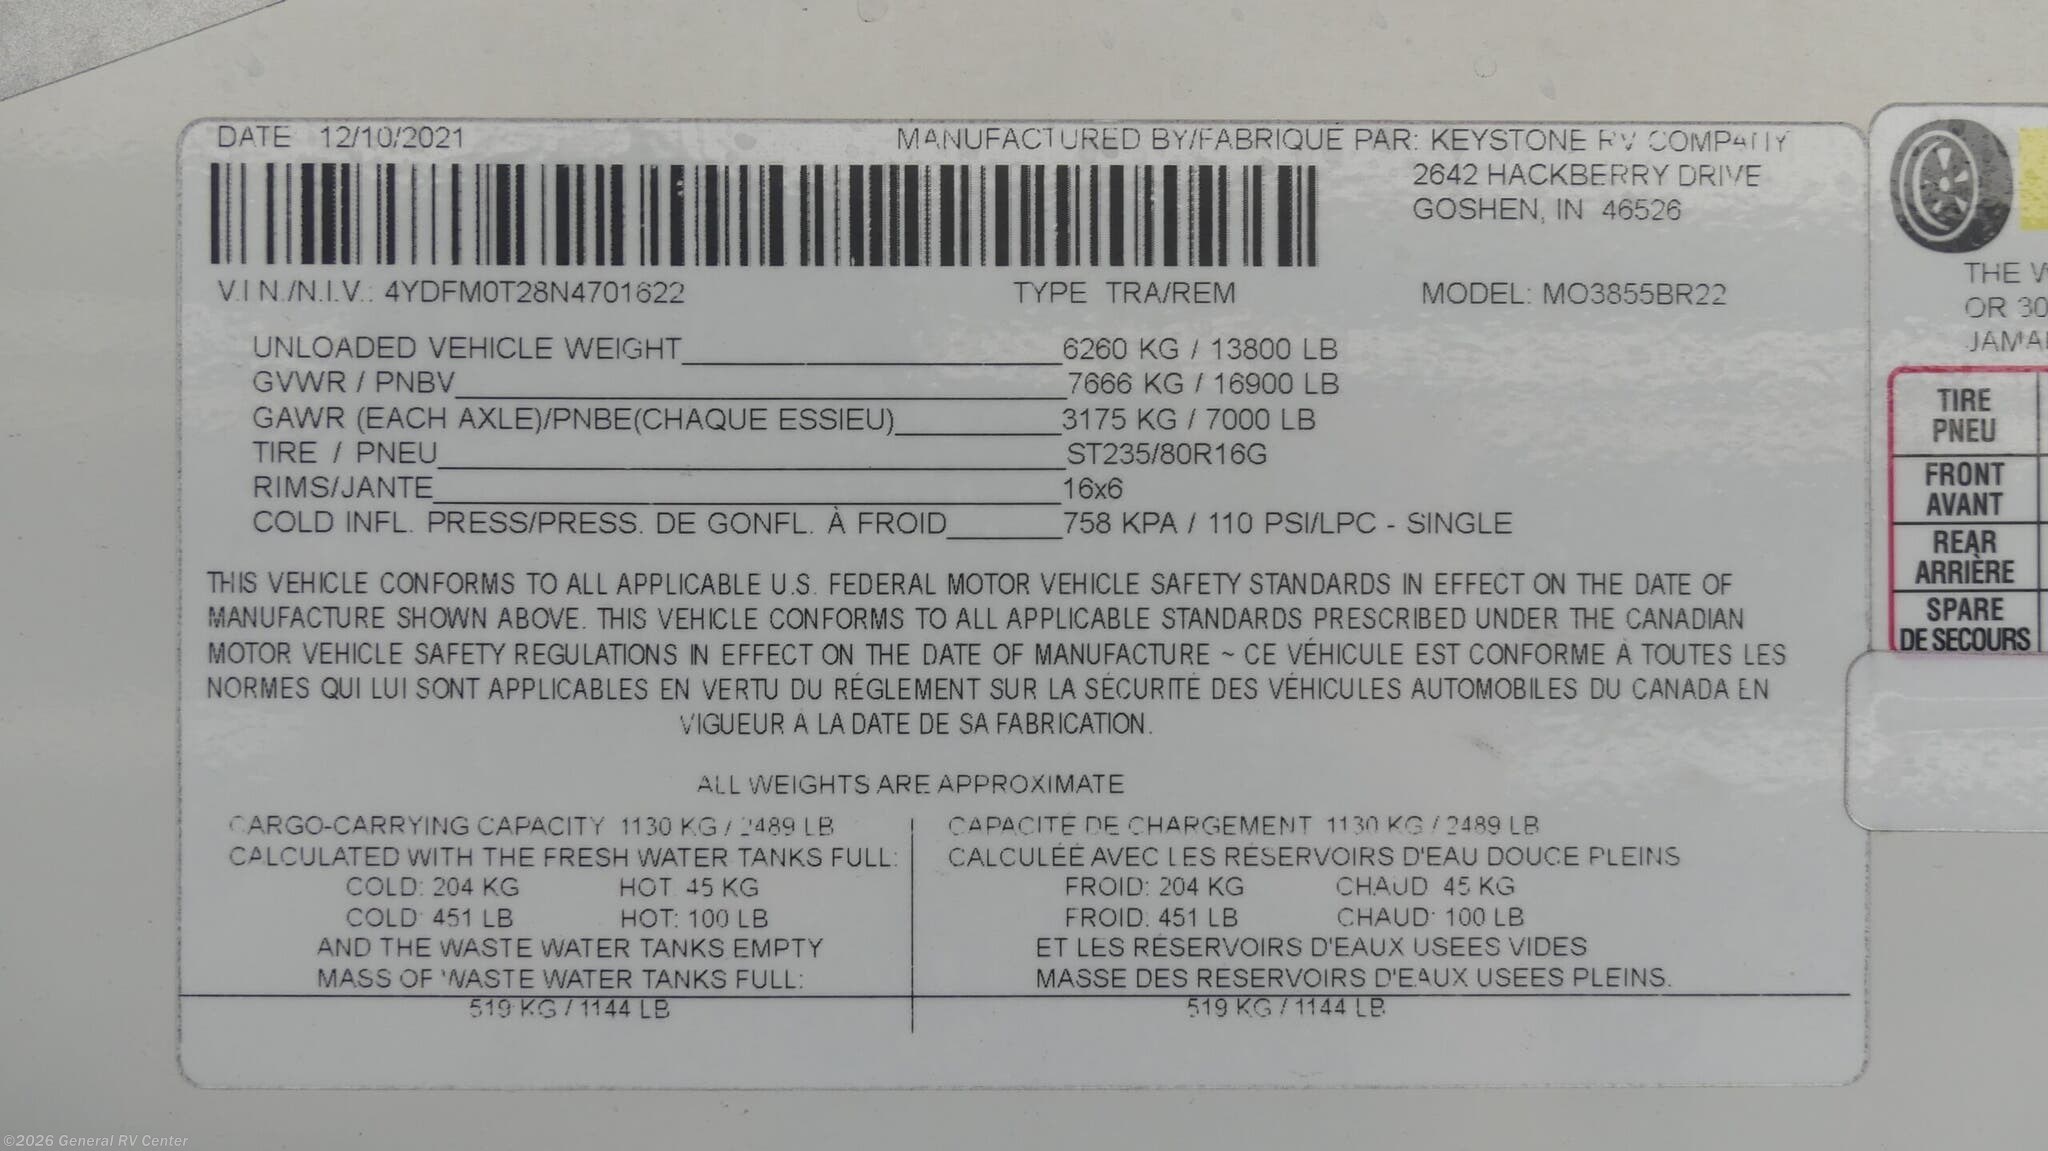 DATE 12/10/2021
MANUFACTURED BY/FABRIQUE PAR: KEYSTONE RV COMPANY
2642 HACKBERRY DRIVE
GOSHEN, IN 46526
V.I N./N.I.V.: 4YDFM0T28N4701622 TYPE TRA/REM MODEL: MO3855BR22
UNLOADED VEHICLE WEIGHT 6260 KG / 13800 LB
GVWR / PNBV 7666 KG / 16900 LB
GAWR (EACH AXLE)/PNBE(CHAQUE ESSIEU) 3175 KG / 7000 LB
TIRE / PNEU ST235/80R16G
RIMS/JANTE 16x6
COLD INFL. PRESS/PRESS. DE GONFL. À FROID 758 KPA / 110 PSI/LPC - SINGLE
THIS VEHICLE CONFORMS TO ALL APPLICABLE U.S. FEDERAL MOTOR VEHICLE SAFETY STANDARDS IN EFFECT ON THE DATE OF
MANUFACTURE SHOWN ABOVE. THIS VEHICLE CONFORMS TO ALL APPLICABLE STANDARDS PRESCRIBED UNDER THE CANADIAN
MOTOR VEHICLE SAFETY REGULATIONS IN EFFECT ON THE DATE OF MANUFACTURE ~ CE VÉHICULE EST CONFORME À TOUTES LES
NORMES QUI LUI SONT APPLICABLES EN VERTU DU RÉGLEMENT SUR LA SÉCURITÉ DES VÉHICULES AUTOMOBILES DU CANADA EN
VIGUEUR A LA DATE DE SA FABRICATION.
ALL WEIGHTS ARE APPROXIMATE
CARGO-CARRYING CAPACITY 1130 KG / 2489 LB
CALCULATED WITH THE FRESH WATER TANKS FULL:
COLD: 204 KG HOT 45 KG
COLD: 451 LB HOT: 100 LB
AND THE WASTE WATER TANKS EMPTY
MASS OF WASTE WATER TANKS FULL:
519 KG / 1144 LB
CAPACITÉ DE CHARGEMENT 1130 KG / 2489 LB
CALCULÉE AVEC LES RÉSERVOIRS D'EAU DOUCE PLEINS
FROID: 204 KG CHAUD 45 KG
FROID: 451 LB CHAUD: 100 LB
ET LES RÉSERVOIRS D'EAUX USEES VIDES
MASSE DES RESERVOIRS D'EAUX USEES PLEINS.
519 KG / 1144 LB
THE
OR 30
TIRE
PNEU
FRONT
AVANT
REAR
ARRIÈRE
SPARE
DE SECOURS
©2026 General RV Center